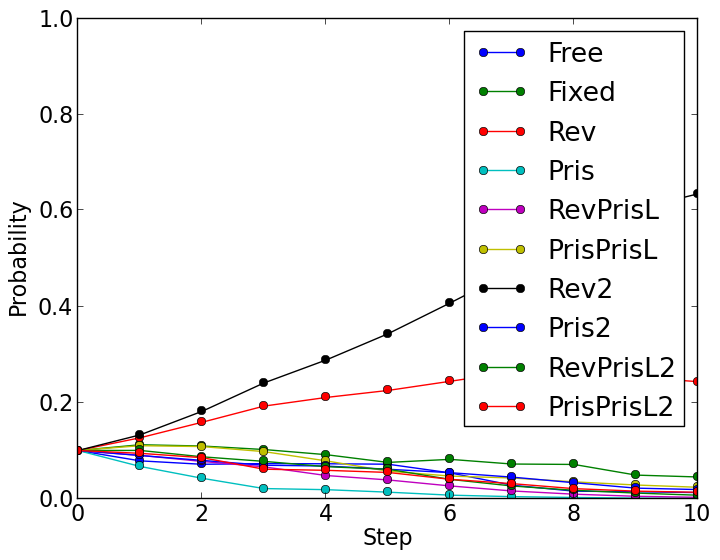 1.0
0.8
0.6
0.4
0.2
0.0
Probability
Free
Fixed
Rev
Pris
RevPrisL
PrisPrisL
Rev2
Pris2
RevPrisL2
PrisPrisL2
0 2 4 6 8 10
Step